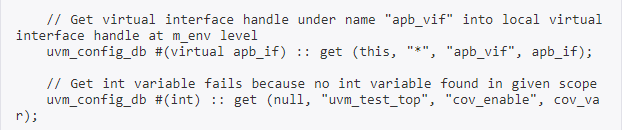 // Get virtual interface handle under name "apb_vif" into local virtual
interface handle at m_env level
uvm_config_db #(virtual apb_if) :: get (this, "*", "apb_vif", apb_if);
// Get int variable fails because no int variable found in given scope
uvm_config_db #(int) :: get (null, "uvm_test_top", "cov_enable", cov_va
r);